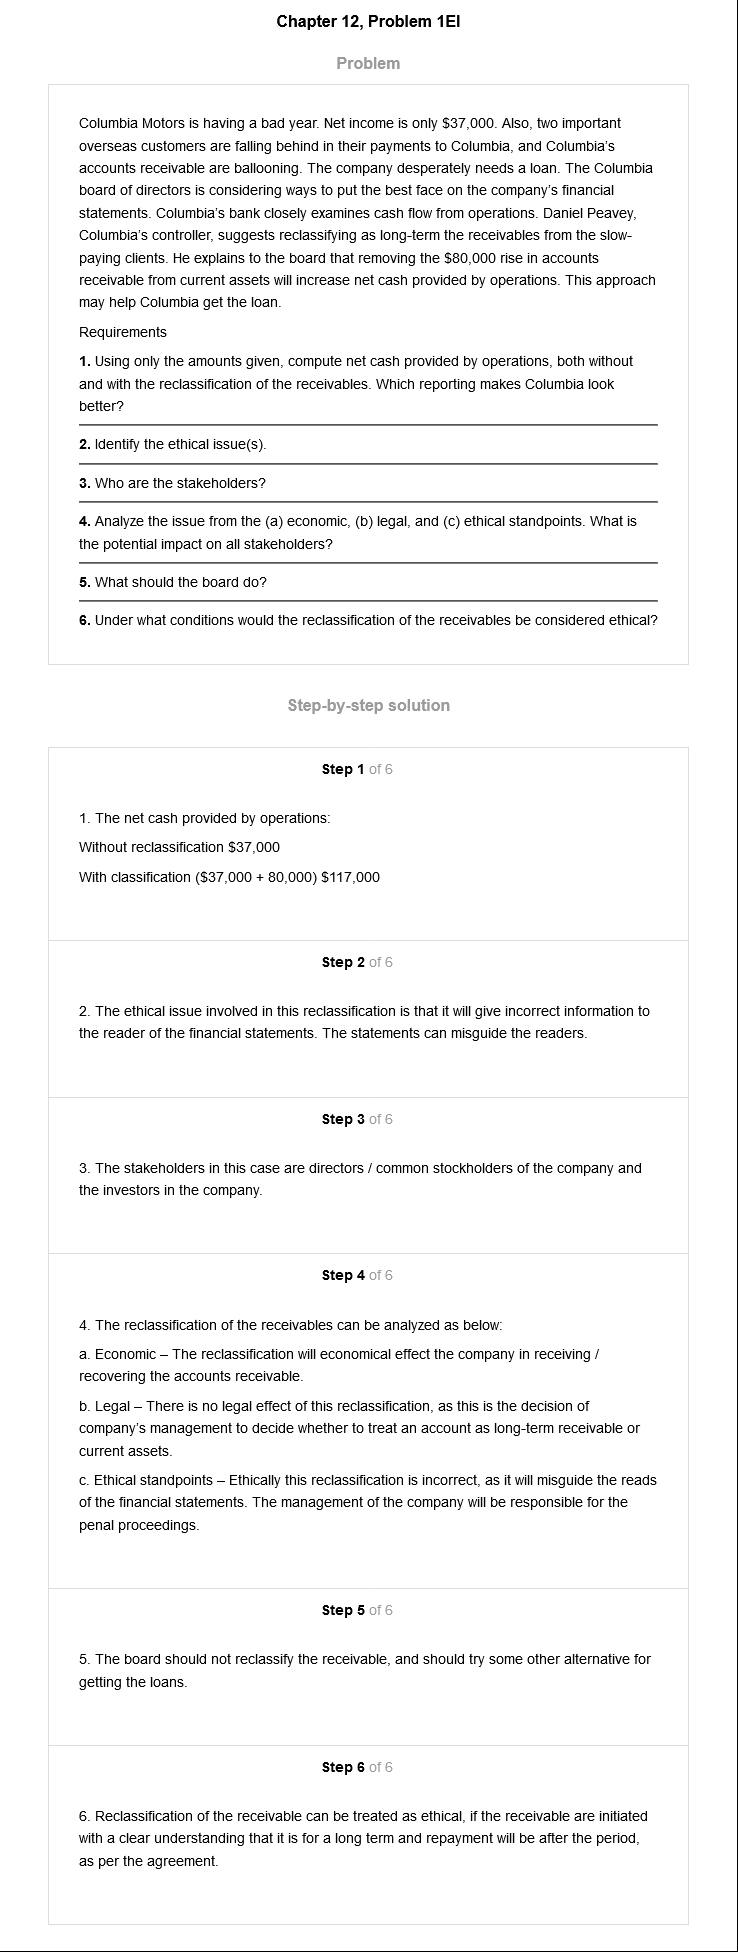 Chapter 12, Problem 1EI
Problem
Columbia Motors is having a bad year. Net income is only $37,000. Also, two important
overseas customers are falling behind in their payments to Columbia, and Columbia's
accounts receivable are ballooning. The company desperately needs a loan. The Columbia
board of directors is considering ways to put the best face on the company's financial
statements. Columbia's bank closely examines cash flow from operations. Daniel Peavey,
Columbia's controller, suggests reclassifying as long-term the receivables from the slow-
paying clients. He explains to the board that removing the $80,000 rise in accounts
receivable from current assets will increase net cash provided by operations. This approach
may help Columbia get the loan.
Requirements
1. Using only the amounts given, compute net cash provided by operations, both without
and with the reclassification of the receivables. Which reporting makes Columbia look
better?
2. Identify the ethical issue(s).
3. Who are the stakeholders?
4. Analyze the issue from the (a) economic, (b) legal, and (c) ethical standpoints. What is
the potential impact on all stakeholders?
5. What should the board do?
6. Under what conditions would the reclassification of the receivables be considered ethical?
Step-by-step solution
Step 1 of 6
1. The net cash provided by operations:
Without reclassification $37,000
With classification ($37,000 + 80,000) $117,000
Step 2 of 6
2. The ethical issue involved in this reclassification is that it will give incorrect information to
the reader of the financial statements. The statements can misguide the readers.
Step 3 of 6
3. The stakeholders in this case are directors / common stockholders of the company and
the investors in the company.
Step 4 of 6
4. The reclassification of the receivables can be analyzed as below:
a. Economic – The reclassification will economical effect the company in receiving /
recovering the accounts receivable.
b. Legal – There is no legal effect of this reclassification, as this is the decision of
company's management to decide whether to treat an account as long-term receivable or
current assets.
c. Ethical standpoints – Ethically this reclassification is incorrect, as it will misguide the reads
of the financial statements. The management of the company will be responsible for the
penal proceedings.
Step 5 of 6
5. The board should not reclassify the receivable, and should try some other alternative for
getting the loans.
Step 6 of 6
6. Reclassification of the receivable can be treated as ethical, if the receivable are initiated
with a clear understanding that it is for a long term and repayment will be after the period,
as per the agreement.